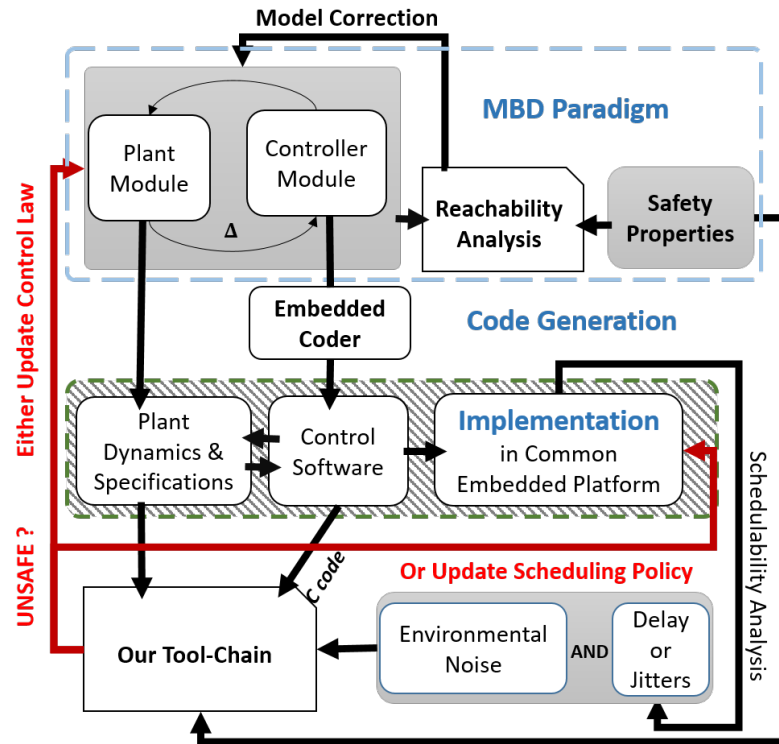 Model Correction
MBD Paradigm
Plant
Module
Controller
Module
Δ
Reachability
Analysis
Safety
Properties
Embedded
Coder
Code Generation
Either Update Control Law
Plant
Dynamics &
Specifications
Control
Software
Implementation
in Common
Embedded Platform
Schedulability Analysis
UNSAFE ?
C code
Or Update Scheduling Policy
Our Tool-Chain
Environmental
Noise
AND
Delay
or
Jitters